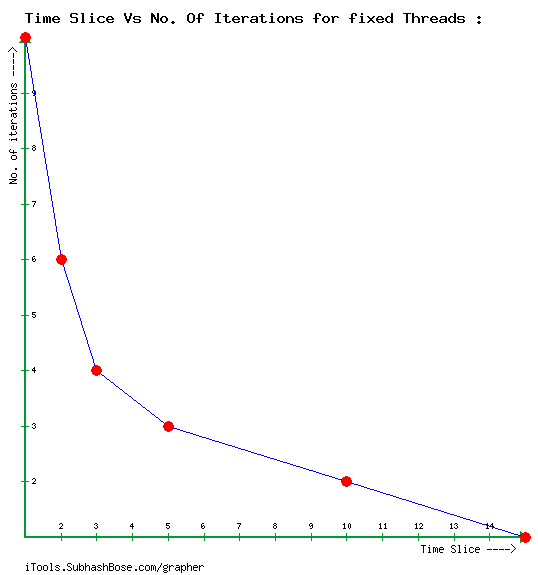 Time Slice Vs No. Of Iterations for fixed Threads :
No. of iterations ---->
9
8
7
6
5
4
3
2
2 3 4 5 6 7 8 9 10 11 12 13 14
Time Slice ---->
iTools.SubhashBose.com/grapher